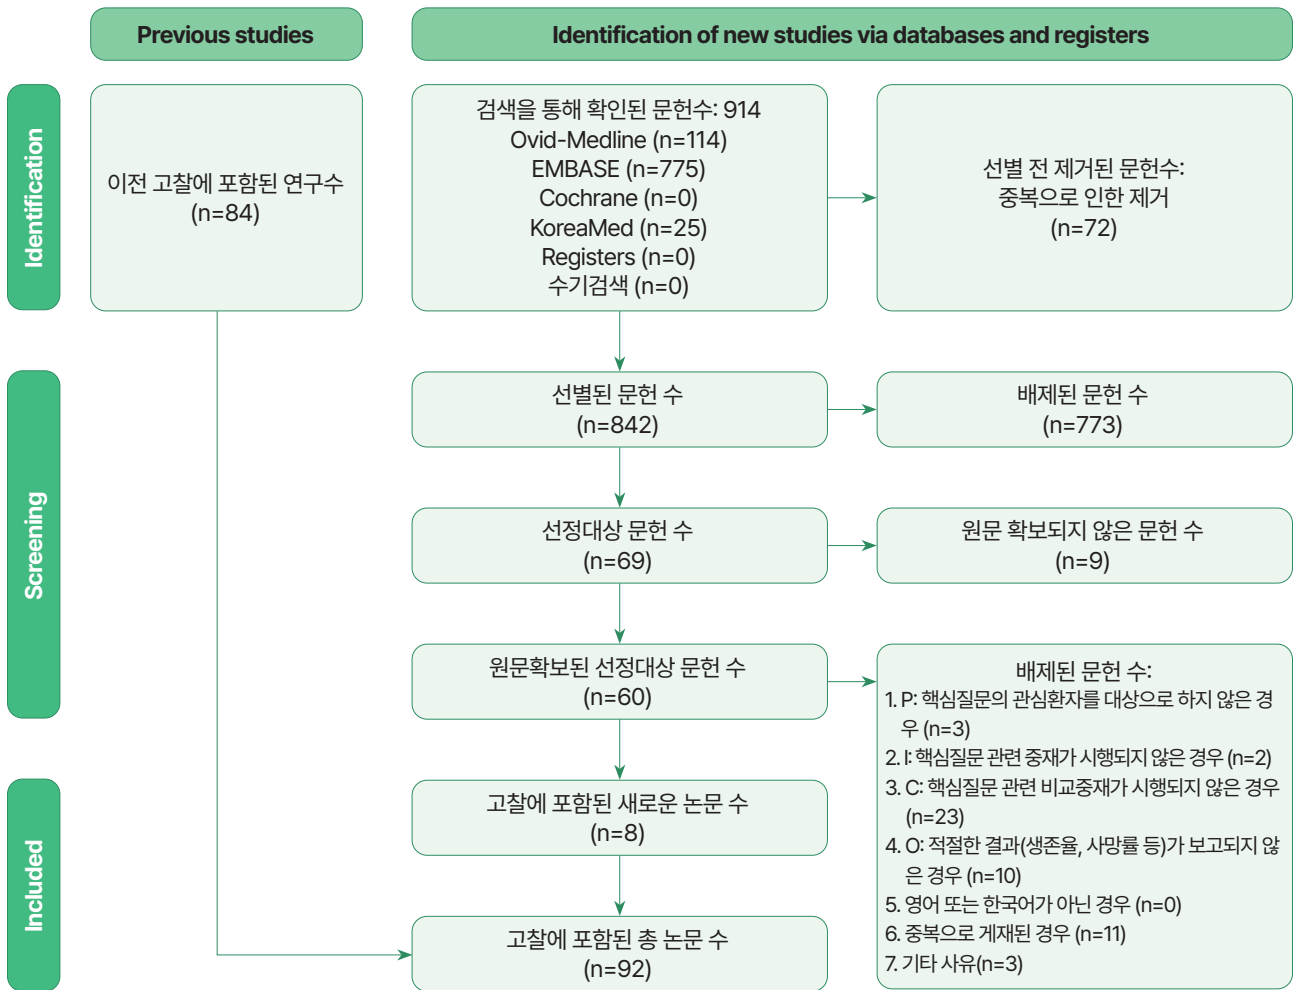 Previous studies
Identification of new studies via databases and registers
Identification
이전 고찰에 포함된 연구수
(n=84)
검색을 통해 확인된 문헌수: 914
Ovid-Medline (n=114)
EMBASE (n=775)
Cochrane (n=0)
KoreaMed (n=25)
Registers (n=0)
수기검색 (n=0)
선별 전 제거된 문헌수:
중복으로 인한 제거
(n=72)
Screening
선별된 문헌 수
(n=842)
배제된 문헌 수
(n=773)
선정대상 문헌 수
(n=69)
원문 확보되지 않은 문헌 수
(n=9)
원문확보된 선정대상 문헌 수
(n=60)
배제된 문헌 수:
1. P: 핵심질문의 관심환자를 대상으로 하지 않은 경
우 (n=3)
2. I: 핵심질문 관련 중재가 시행되지 않은 경우 (n=2)
3. C: 핵심질문 관련 비교중재가 시행되지 않은 경우
(n=23)
4. O: 적절한 결과(생존율, 사망률 등)가 보고되지 않
은 경우 (n=10)
5. 영어 또는 한국어가 아닌 경우 (n=0)
6. 중복으로 게재된 경우 (n=11)
7. 기타 사유(n=3)
Included
고찰에 포함된 새로운 논문 수
(n=8)
고찰에 포함된 총 논문 수
(n=92)